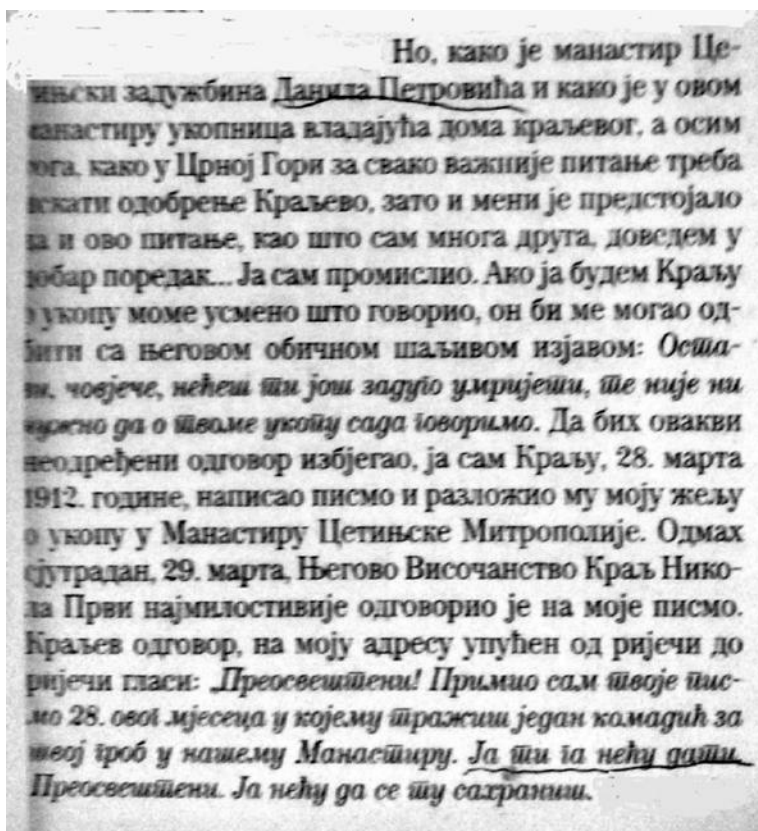 Но, како је манастир Це-
ињски задужбина Данила Петровића и како је у овом
манастиру укопница владајућа дома краљевог, а осим
тога, како у Црној Гори за свако важније питање треба
искати одобрење Краљево, зато и мени је предстојало
да и ово питање, као што сам многа друга, доведем у
добар поредак... Ја сам промислио. Ако ја будем Краљу
о укопу моме усмено што говорио, он би ме могао од-
бити са његовом обичном шаљивом изјавом: Оста-
ви, човјече, нећеш ти још задуго умријети, те није ни
нужно да о твоме укопу сада говоримо. Да бих овакви
неодређени одговор избјегао, ја сам Краљу, 28. марта
1912. године, написао писмо и разложио му моју жељу
о укопу у Манастиру Цетињске Митрополије. Одмах
сјутрадан, 29. марта, Његово Височанство Краљ Нико-
ла Први најмилостивије одговорио је на моје писмо.
Краљев одговор, на моју адресу упућен од ријечи до
ријечи гласи: „Преосвештени! Примио сам твоје пис-
мо 28. овог мјесеца у којему тражиш један комадић за
твој гроб у нашему Манастиру. Ја ти га нећу дати,
Преосвештени. Ја нећу да се ту сахраниш.